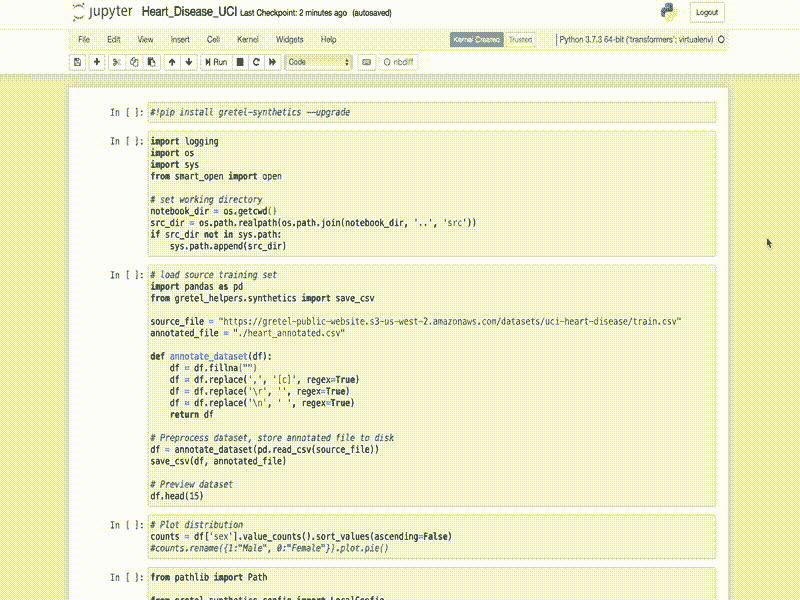 jupyter Heart_Disease_UCI Last Checkpoint: 2 minutes ago (autosaved)
Logout
File Edit View Insert Cell Kernel Widgets Help
Kernel Created Trusted Python 3.7.3 64-bit ('transformers': virtualenv)
Run Code nbdiff
In [ ]: #!pip install gretel-synthetics --upgrade
In [ ]: import logging
import os
import sys
from smart_open import open
# set working directory
notebook_dir = os.getcwd()
src_dir = os.path.realpath(os.path.join(notebook_dir, '..', 'src'))
if src_dir not in sys.path:
    sys.path.append(src_dir)
In [ ]: # load source training set
import pandas as pd
from gretel_helpers.synthetics import save_csv
source_file = "https://gretel-public-website.s3-us-west-2.amazonaws.com/datasets/uci-heart-disease/train.csv"
annotated_file = "./heart_annotated.csv"
def annotate_dataset(df):
    df = df.fillna("")
    df = df.replace(',', '[c]', regex=True)
    df = df.replace('\r', '', regex=True)
    df = df.replace('\n', ' ', regex=True)
    return df
# Preprocess dataset, store annotated file to disk
df = annotate_dataset(pd.read_csv(source_file))
save_csv(df, annotated_file)
# Preview dataset
df.head(15)
In [ ]: # Plot distribution
counts = df['sex'].value_counts().sort_values(ascending=False)
#counts.rename({1:"Male", 0:"Female"}).plot.pie()
In [ ]: from pathlib import Path
from gretel_synthetics.config import LocalConfig